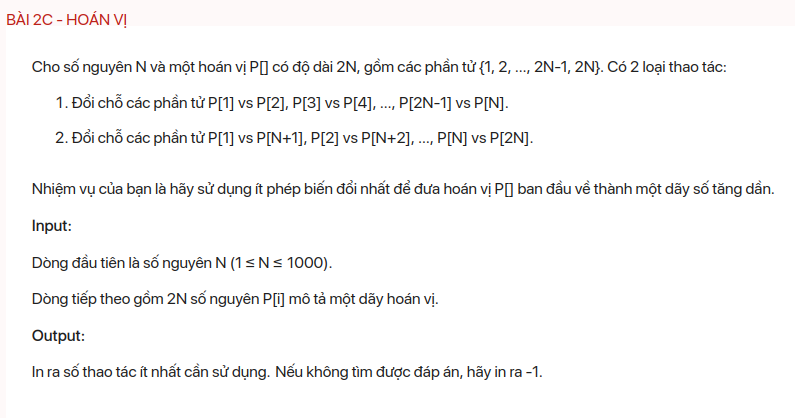 BÀI 2C - HOÁN VỊ
Cho số nguyên N và một hoán vị P[] có độ dài 2N, gồm các phần tử {1, 2, ..., 2N-1, 2N}. Có 2 loại thao tác:
1. Đổi chỗ các phần tử P[1] vs P[2], P[3] vs P[4], ..., P[2N-1] vs P[N].
2. Đổi chỗ các phần tử P[1] vs P[N+1], P[2] vs P[N+2], ..., P[N] vs P[2N].
Nhiệm vụ của bạn là hãy sử dụng ít phép biến đổi nhất để đưa hoán vị P[] ban đầu về thành một dãy số tăng dần.
Input:
Dòng đầu tiên là số nguyên N (1 ≤ N ≤ 1000).
Dòng tiếp theo gồm 2N số nguyên P[i] mô tả một dãy hoán vị.
Output:
In ra số thao tác ít nhất cần sử dụng. Nếu không tìm được đáp án, hãy in ra -1.